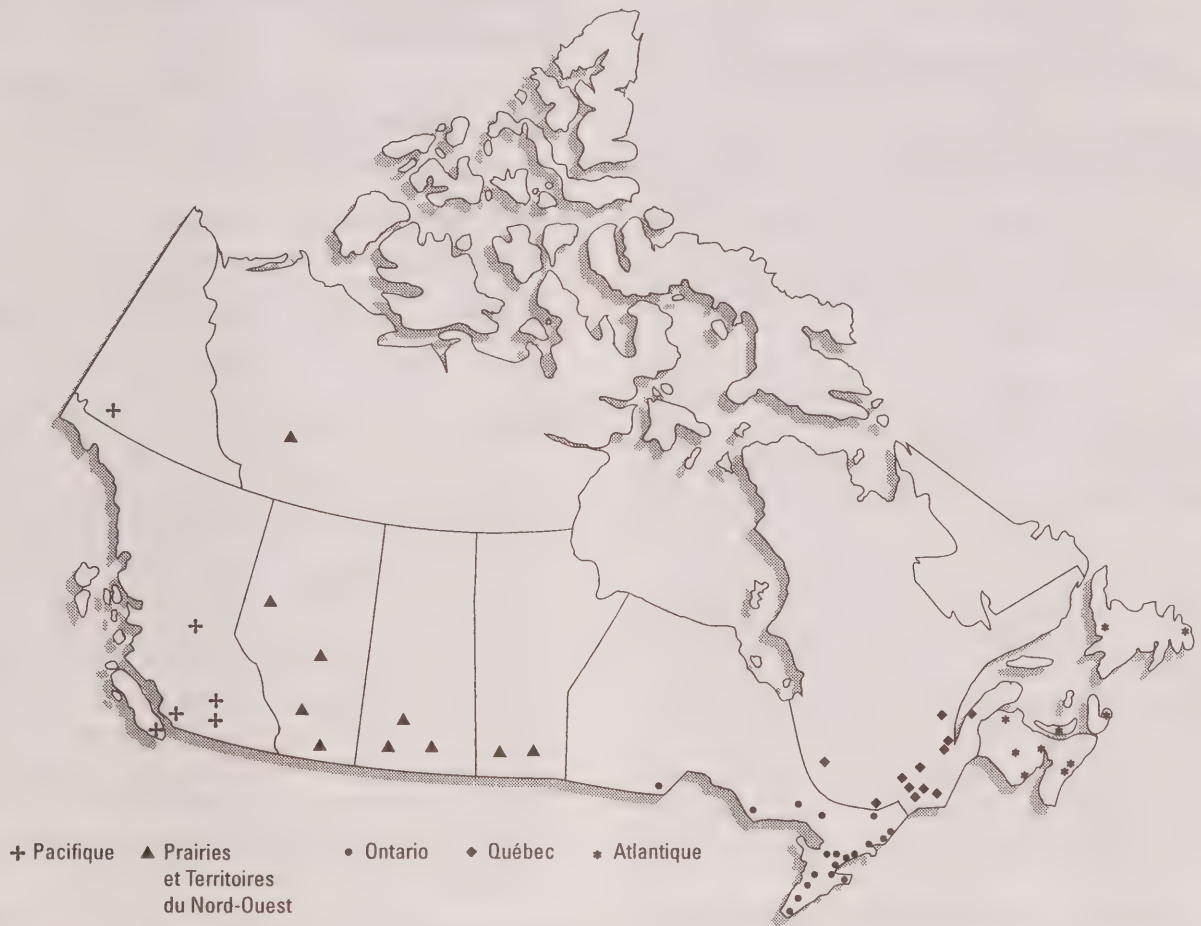 Pacifique
Prairies
et Territoires
du Nord-Ouest
Ontario
Québec
Atlantique